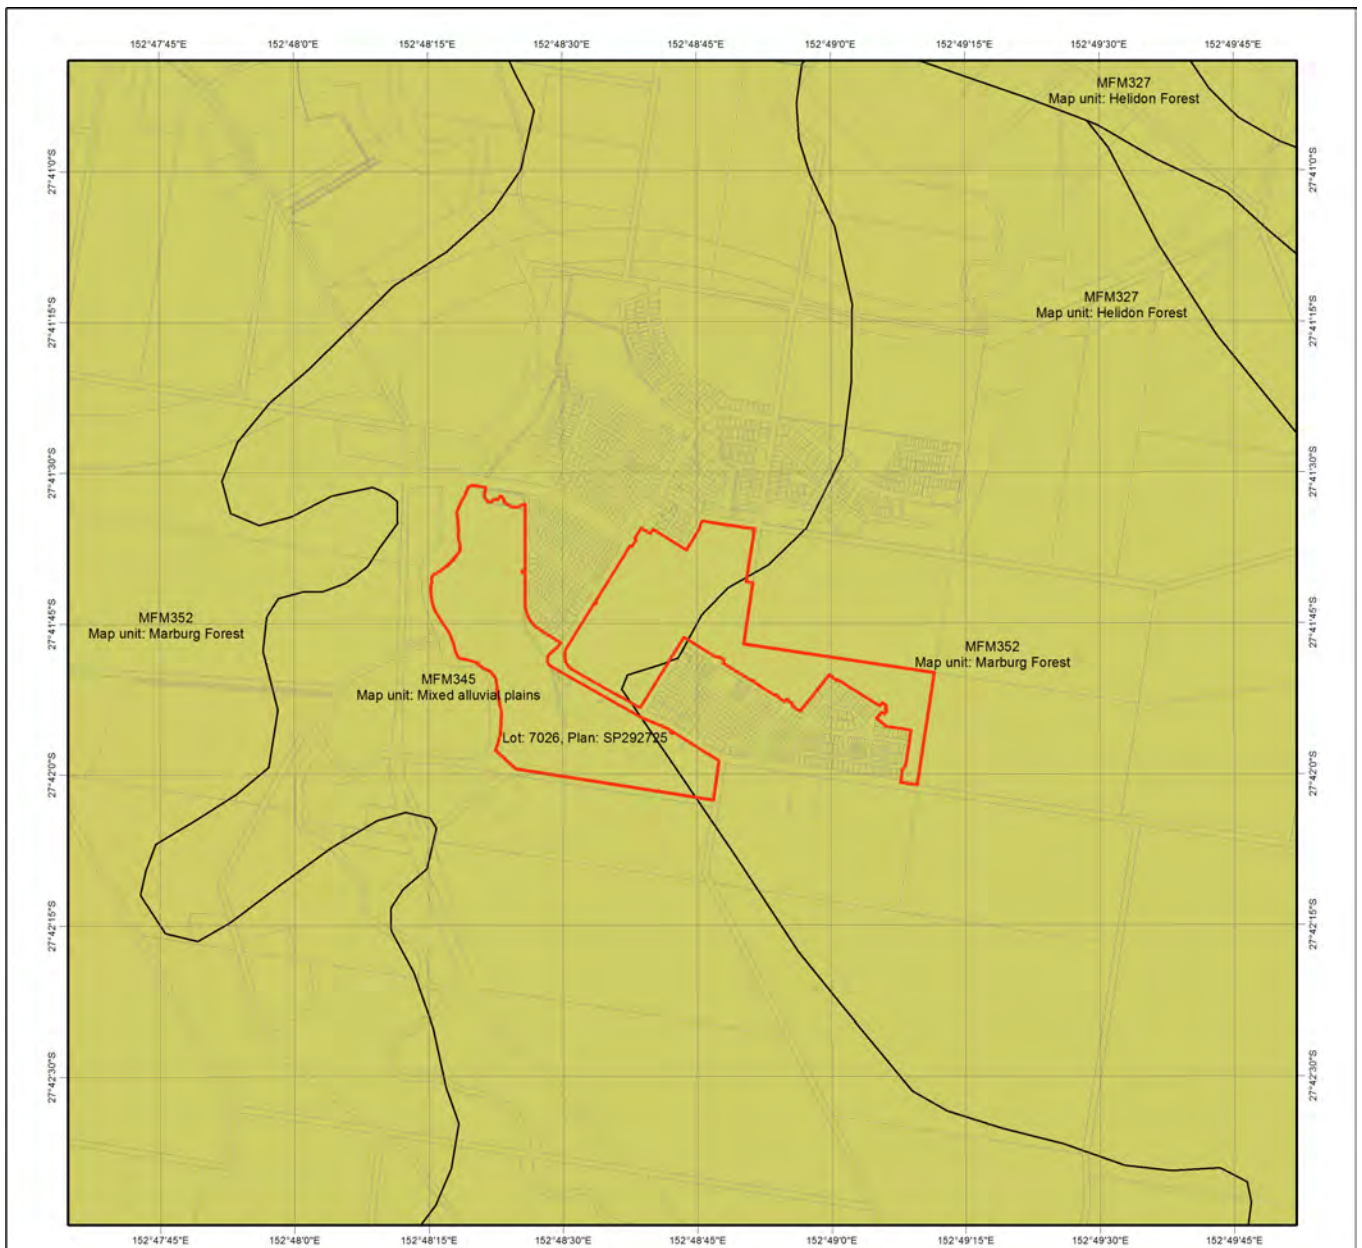 152°47'45"E 152°48'0"E 152°48'15"E 152°48'30"E 152°48'45"E 152°49'0"E 152°49'15"E 152°49'30"E 152°49'45"E
MFM327
Map unit: Helidon Forest
27°41'0"S 27°41'0"S
MFM327
Map unit: Helidon Forest
27°41'15"S 27°41'15"S
27°41'30"S 27°41'30"S
27°41'45"S 27°41'45"S
MFM352
Map unit: Marburg Forest
MFM352
Map unit: Marburg Forest
MFM345
Map unit: Mixed alluvial plains
Lot: 7026, Plan: SP292725
27°42'0"S 27°42'0"S
27°42'15"S 27°42'15"S
27°42'30"S 27°42'30"S
152°47'45"E 152°48'0"E 152°48'15"E 152°48'30"E 152°48'45"E 152°49'0"E 152°49'15"E 152°49'30"E 152°49'45"E